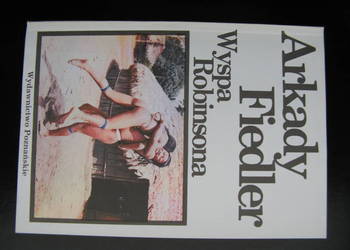 Arkady
Fiedler
Wyspa
Robinsona
Wydawnictwo Poznańskie